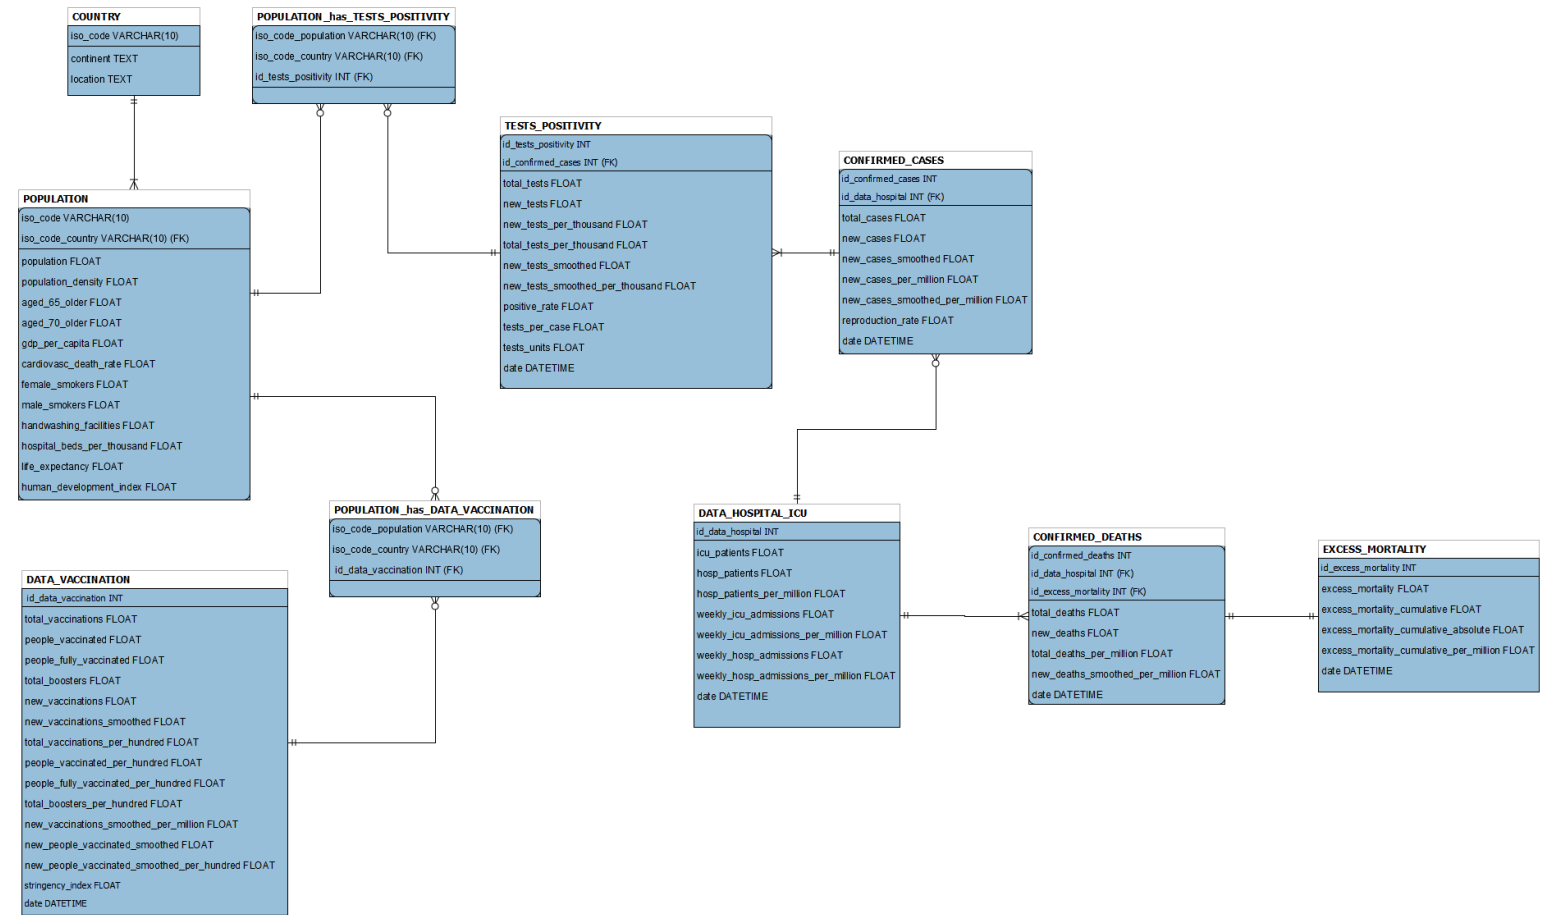 COUNTRY
iso_code VARCHAR(10)
continent TEXT
location TEXT
POPULATION_has_TESTS_POSITIVITY
iso_code_population VARCHAR(10) (FK)
iso_code_country VARCHAR(10) (FK)
id_tests_positivity INT (FK)
TESTS_POSITIVITY
id_tests_positivity INT
id_confirmed_cases INT (FK)
total_tests FLOAT
new_tests FLOAT
new_tests_per_thousand FLOAT
total_tests_per_thousand FLOAT
new_tests_smoothed FLOAT
new_tests_smoothed_per_thousand FLOAT
positive_rate FLOAT
tests_per_case FLOAT
tests_units FLOAT
date DATETIME
CONFIRMED_CASES
id_confirmed_cases INT
id_data_hospital INT (FK)
total_cases FLOAT
new_cases FLOAT
new_cases_smoothed FLOAT
new_cases_per_million FLOAT
new_cases_smoothed_per_million FLOAT
reproduction_rate FLOAT
date DATETIME
POPULATION
iso_code VARCHAR(10)
iso_code_country VARCHAR(10) (FK)
population FLOAT
population_density FLOAT
aged_65_older FLOAT
aged_70_older FLOAT
gdp_per_capita FLOAT
cardiovasc_death_rate FLOAT
female_smokers FLOAT
male_smokers FLOAT
handwashing_facilities FLOAT
hospital_beds_per_thousand FLOAT
life_expectancy FLOAT
human_development_index FLOAT
POPULATION_has_DATA_VACCINATION
iso_code_population VARCHAR(10) (FK)
iso_code_country VARCHAR(10) (FK)
id_data_vaccination INT (FK)
DATA_VACCINATION
id_data_vaccination INT
total_vaccinations FLOAT
people_vaccinated FLOAT
people_fully_vaccinated FLOAT
total_boosters FLOAT
new_vaccinations FLOAT
new_vaccinations_smoothed FLOAT
total_vaccinations_per_hundred FLOAT
people_vaccinated_per_hundred FLOAT
people_fully_vaccinated_per_hundred FLOAT
total_boosters_per_hundred FLOAT
new_vaccinations_smoothed_per_million FLOAT
new_people_vaccinated_smoothed FLOAT
new_people_vaccinated_smoothed_per_hundred FLOAT
stringency_index FLOAT
date DATETIME
DATA_HOSPITAL_ICU
id_data_hospital INT
icu_patients FLOAT
hosp_patients FLOAT
hosp_patients_per_million FLOAT
weekly_icu_admissions FLOAT
weekly_icu_admissions_per_million FLOAT
weekly_hosp_admissions FLOAT
weekly_hosp_admissions_per_million FLOAT
date DATETIME
CONFIRMED_DEATHS
id_confirmed_deaths INT
id_data_hospital INT (FK)
id_excess_mortality INT (FK)
total_deaths FLOAT
new_deaths FLOAT
total_deaths_per_million FLOAT
new_deaths_smoothed_per_million FLOAT
date DATETIME
EXCESS_MORTALITY
id_excess_mortality INT
excess_mortality FLOAT
excess_mortality_cumulative FLOAT
excess_mortality_cumulative_absolute FLOAT
excess_mortality_cumulative_per_million FLOAT
date DATETIME